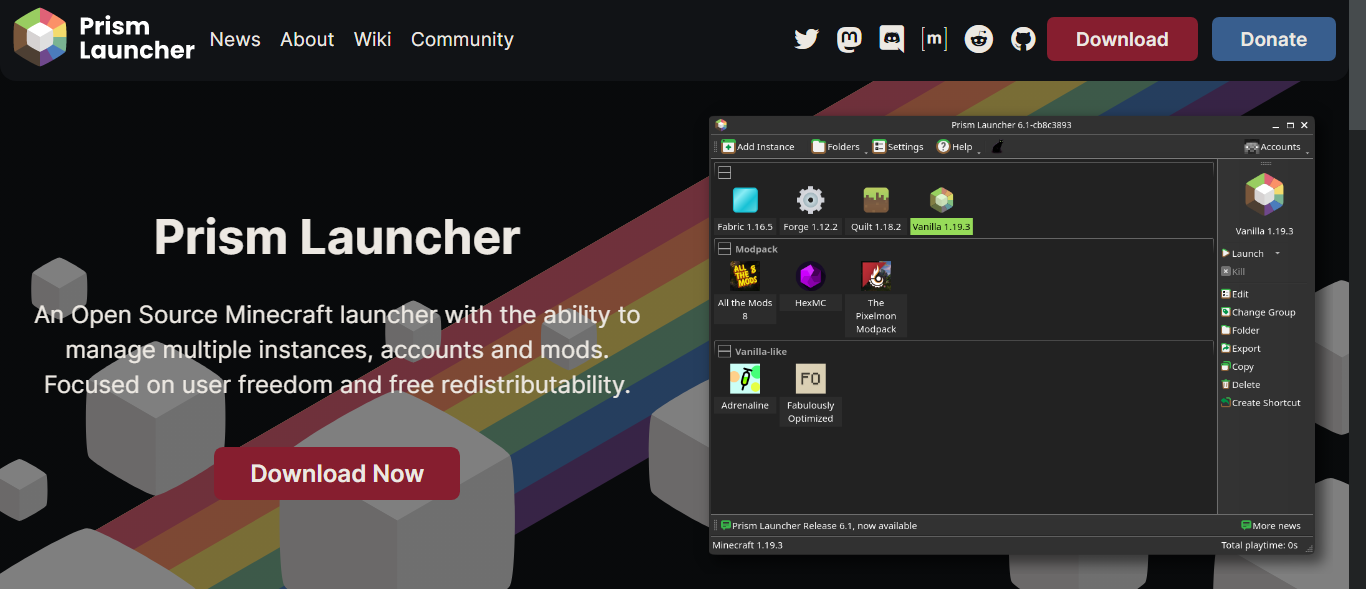 Prism
Launcher
News
About
Wiki
Community
[m]
Download
Donate
Prism Launcher
An Open Source Minecraft launcher with the ability to
manage multiple instances, accounts and mods.
Focused on user freedom and free redistributability.
Download Now
Prism Launcher 6.1-cb8c3893
Add Instance
Folders
Settings
Help
Accounts
Fabric 1.16.5
Forge 1.12.2
Quilt 1.18.2
Vanilla 1.19.3
Modpack
ALL
THE 8
MODS
All the Mods
8
HexMC
The
Pixelmon
Modpack
Vanilla-like
FO
Adrenaline
Fabulously
Optimized
Vanilla 1.19.3
Launch
Kill
Edit
Change Group
Folder
Export
Copy
Delete
Create Shortcut
Prism Launcher Release 6.1, now available
More news
Minecraft 1.19.3
Total playtime: 0s